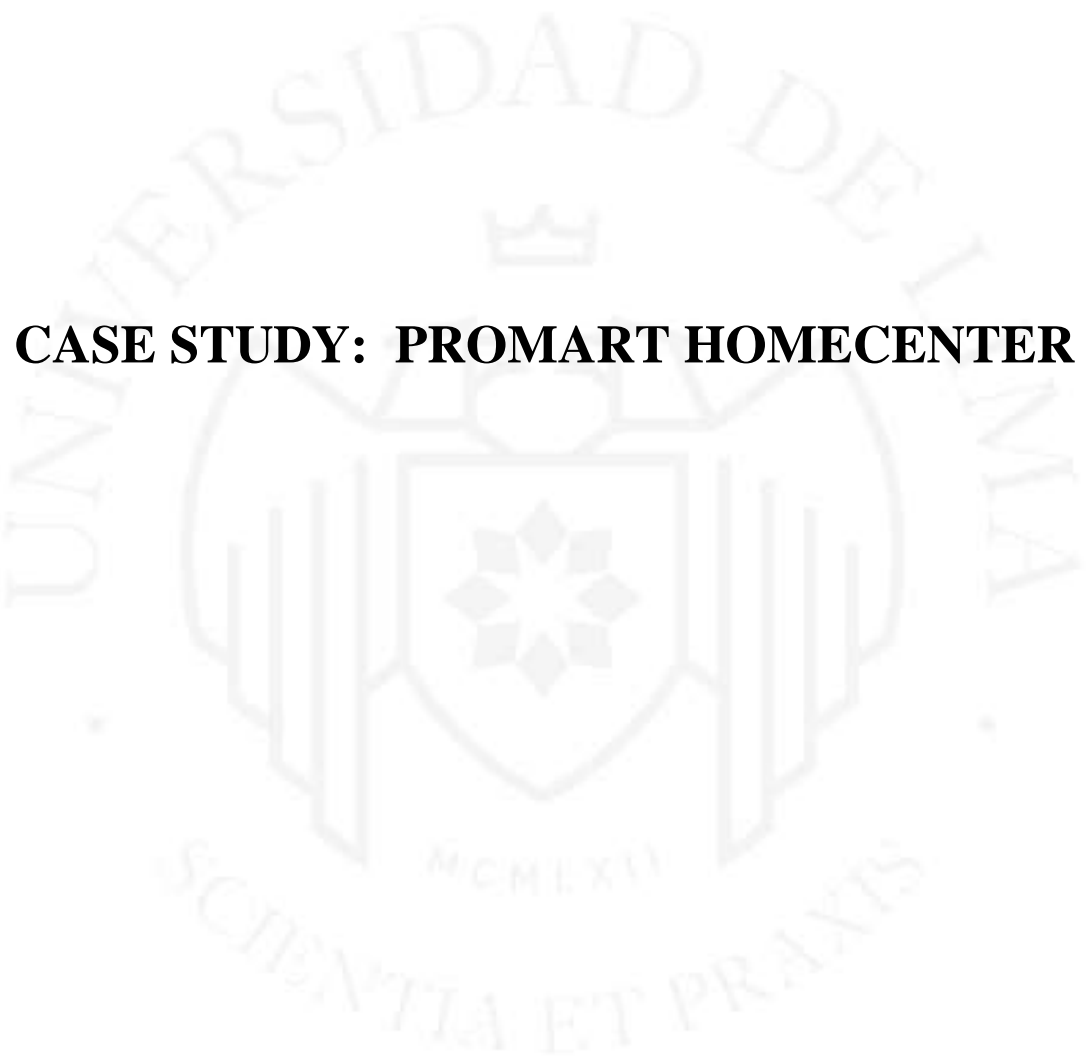 UNIVERSIDAD DE LIMA
CASE STUDY: PROMART HOMECENTER
MCMLXII
SCIENTIA ET PRAXIS